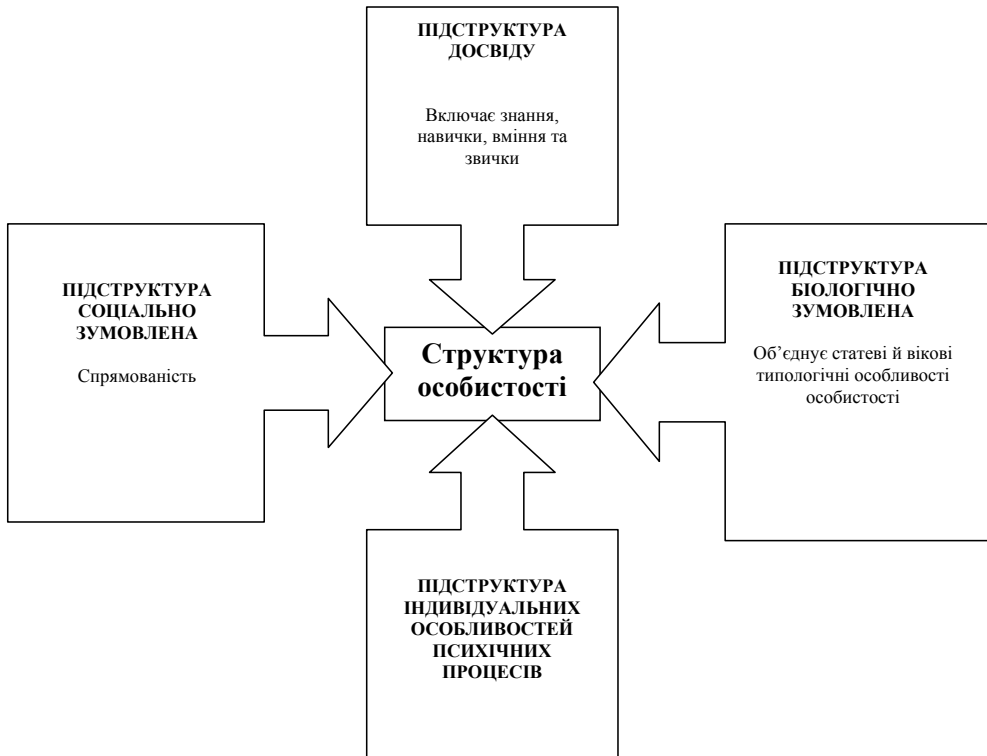 ПІДСТРУКТУРА
ДОСВІДУ
Включає знання,
навички, вміння та
звички
ПІДСТРУКТУРА
СОЦІАЛЬНО
ЗУМОВЛЕНА
Спрямованість
Структура
особистості
ПІДСТРУКТУРА
БІОЛОГІЧНО
ЗУМОВЛЕНА
Об’єднує статеві й вікові
типологічні особливості
особистості
ПІДСТРУКТУРА
ІНДИВІДУАЛЬНИХ
ОСОБЛИВОСТЕЙ
ПСИХІЧНИХ
ПРОЦЕСІВ